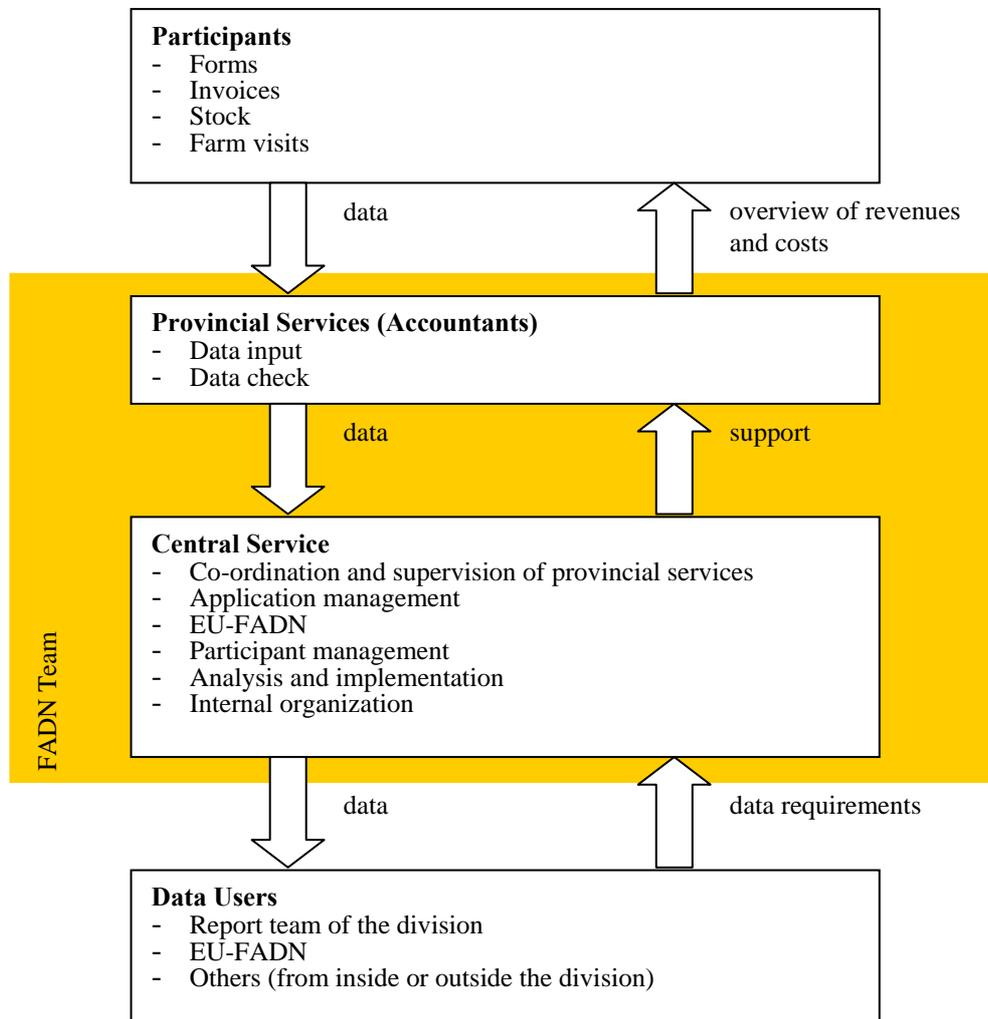 Participants
- Forms
- Invoices
- Stock
- Farm visits
data
overview of revenues
and costs
Provincial Services (Accountants)
- Data input
- Data check
data
support
Central Service
- Co-ordination and supervision of provincial services
- Application management
- EU-FADN
- Participant management
- Analysis and implementation
- Internal organization
FADN Team
data
data requirements
Data Users
- Report team of the division
- EU-FADN
- Others (from inside or outside the division)